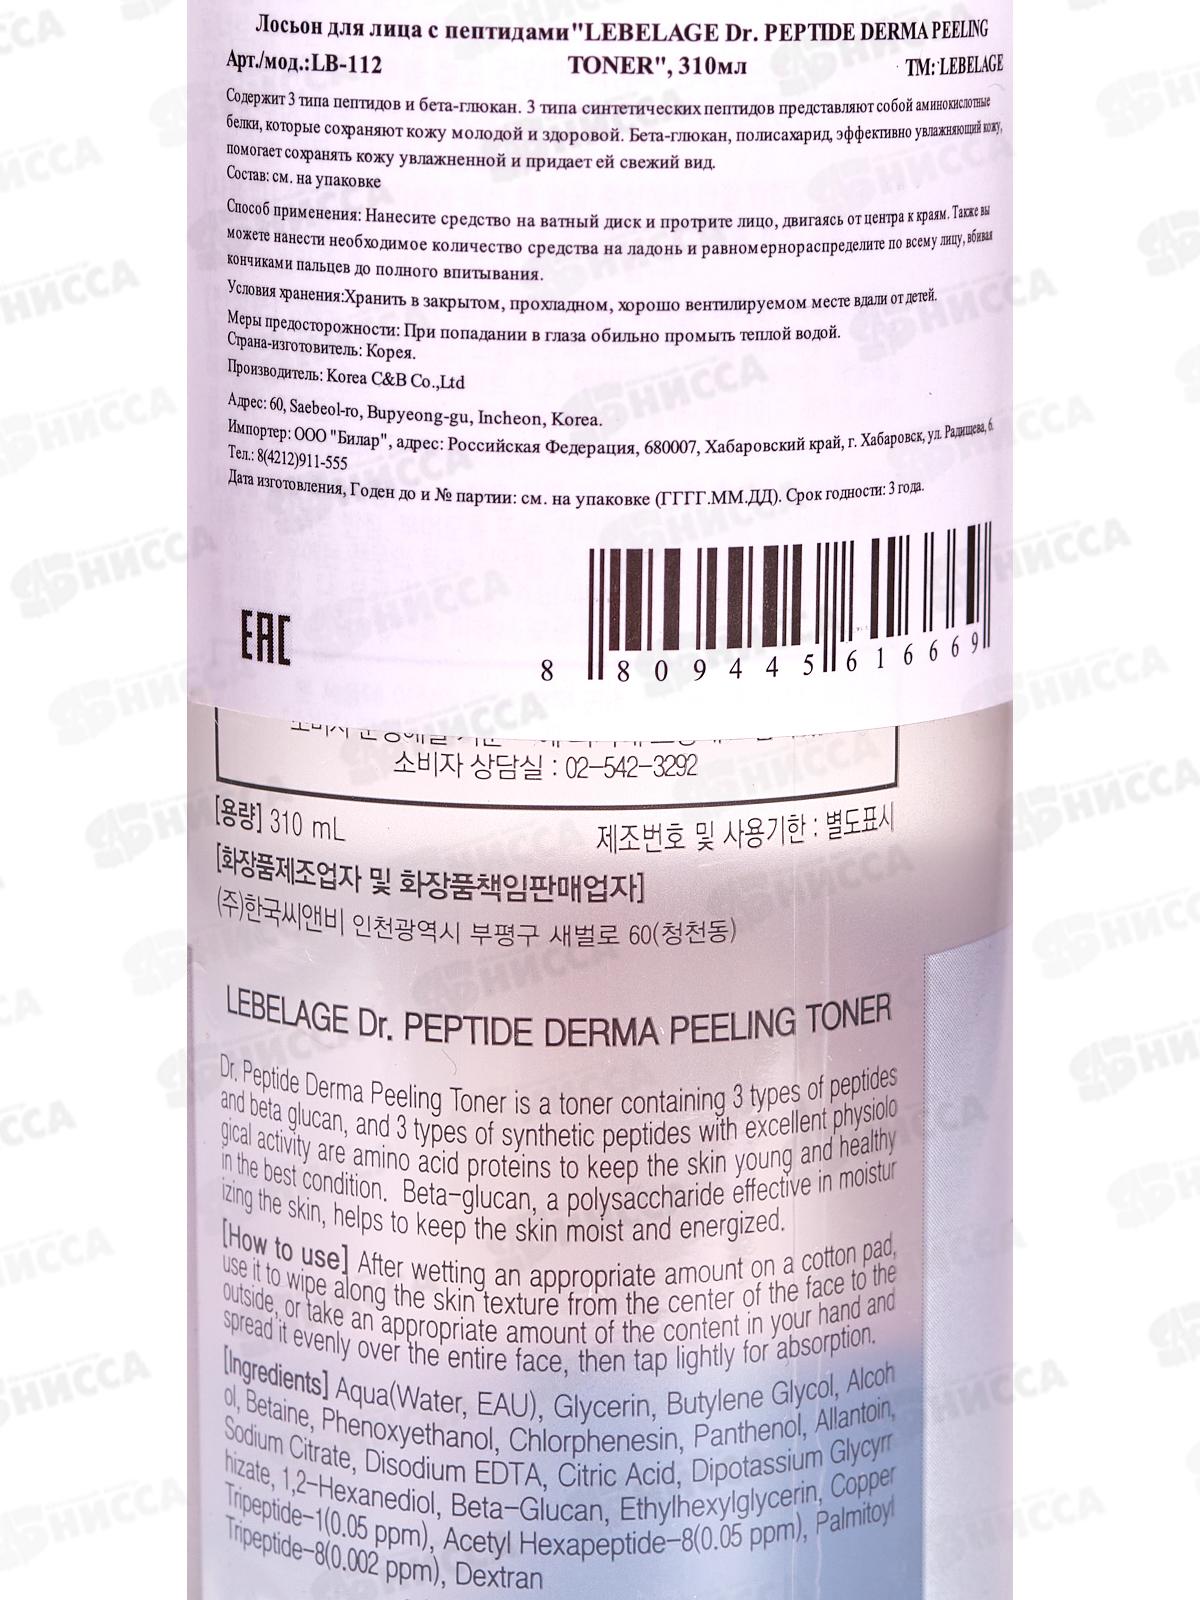 Лосьон для лица с пептидами"LEBELAGE Dr. PEPTIDE DERMA PEELING
Арт./мод.:LB-112 TONER", 310мл ТМ: LEBELAGE
Содержит 3 типа пептидов и бета-глюкан. 3 типа синтетических пептидов представляют собой аминокислотные
белки, которые сохраняют кожу молодой и здоровой. Бета-глюкан, полисахарид, эффективно увлажняющий кожу,
помогает сохранять кожу увлажненной и придает ей свежий вид.
Состав: см. на упаковке
Способ применения: Нанесите средство на ватный диск и протрите лицо, двигаясь от центра к краям. Также вы
можете нанести необходимое количество средства на ладонь и равномернораспределите по всему лицу, вбивая
кончиками пальцев до полного впитывания.
Условия хранения:Хранить в закрытом, прохладном, хорошо вентилируемом месте вдали от детей.
Меры предосторожности: При попадании в глаза обильно промыть теплой водой.
Страна-изготовитель: Корея.
Производитель: Korea C&B Co.,Ltd
Адрес: 60, Saebeol-ro, Bupyeong-gu, Incheon, Korea.
Импортер: ООО "Билар", адрес: Российская Федерация, 680007, Хабаровский край, г. Хабаровск, ул. Радищева, 6.
Тел.: 8(4212)911-555
Дата изготовления, Годен до и № партии: см. на упаковке (ГГГГ.ММ.ДД). Срок годности: 3 года.
EAC
8 809445 616669
소비자 상담실 : 02-542-3292
[용량] 310 mL 제조번호 및 사용기한 : 별도표시
[화장품제조업자 및 화장품책임판매업자]
(주)한국씨앤비 인천광역시 부평구 새벌로 60(청천동)
LEBELAGE Dr. PEPTIDE DERMA PEELING TONER
Dr. Peptide Derma Peeling Toner is a toner containing 3 types of peptides
and beta glucan, and 3 types of synthetic peptides with excellent physiolo
gical activity are amino acid proteins to keep the skin young and healthy
in the best condition. Beta-glucan, a polysaccharide effective in moistur
izing the skin, helps to keep the skin moist and energized.
[How to use] After wetting an appropriate amount on a cotton pad,
use it to wipe along the skin texture from the center of the face to the
outside, or take an appropriate amount of the content in your hand and
spread it evenly over the entire face, then tap lightly for absorption.
[Ingredients] Aqua(Water, EAU), Glycerin, Butylene Glycol, Alcoh
ol, Betaine, Phenoxyethanol, Chlorphenesin, Panthenol, Allantoin,
Sodium Citrate, Disodium EDTA, Citric Acid, Dipotassium Glycyrr
hizate, 1,2-Hexanediol, Beta-Glucan, Ethylhexylglycerin, Copper
Tripeptide-1(0.05 ppm), Acetyl Hexapeptide-8(0.05 ppm), Palmitoyl
Tripeptide-8(0.002 ppm), Dextran